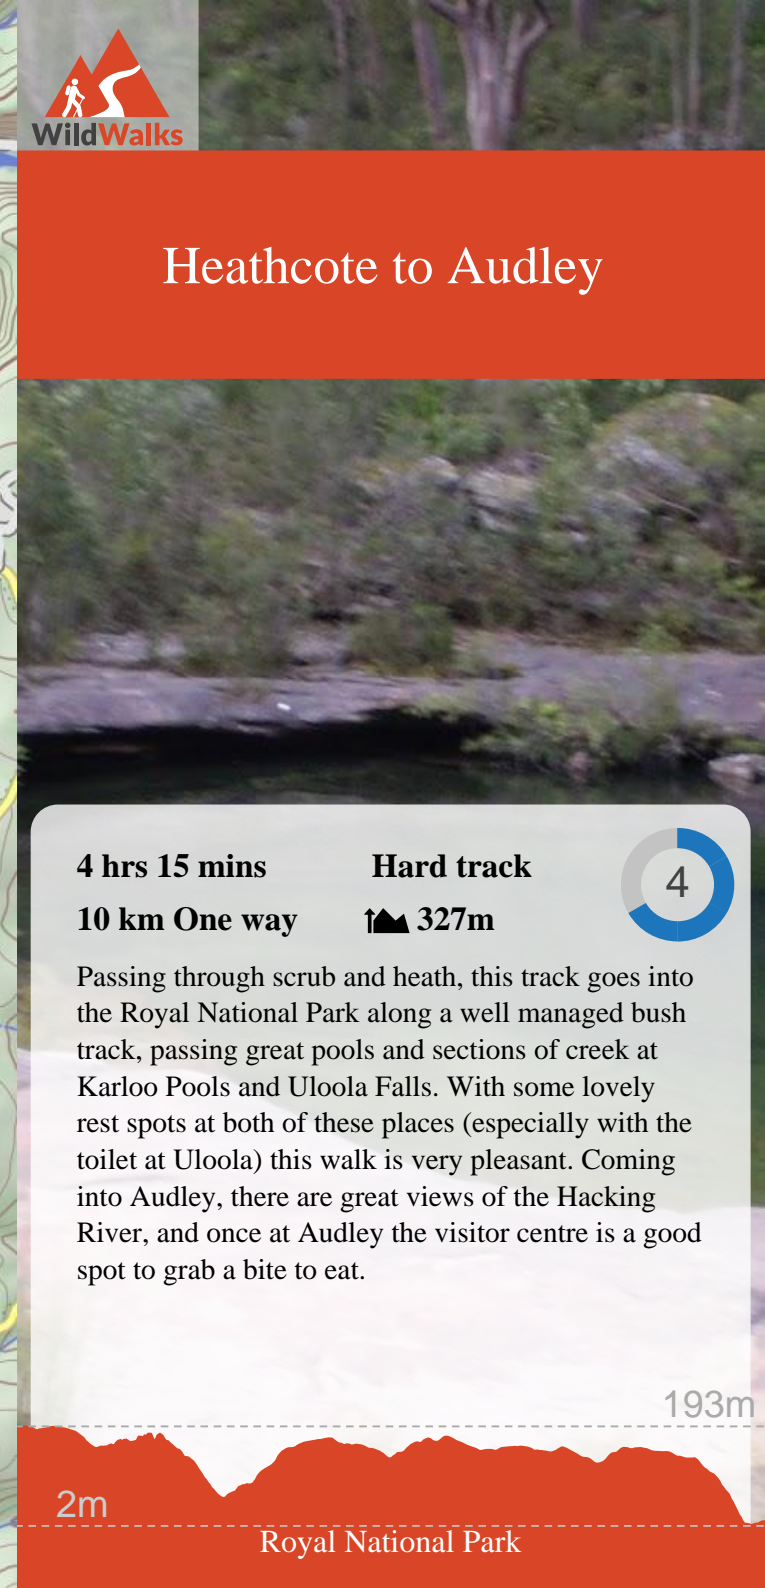 WildWalks
Heathcote to Audley
4 hrs 15 mins
Hard track
4
10 km One way
327m
Passing through scrub and heath, this track goes into
the Royal National Park along a well managed bush
track, passing great pools and sections of creek at
Karloo Pools and Uloola Falls. With some lovely
rest spots at both of these places (especially with the
toilet at Uloola) this walk is very pleasant. Coming
into Audley, there are great views of the Hacking
River, and once at Audley the visitor centre is a good
spot to grab a bite to eat.
193m
2m
Royal National Park